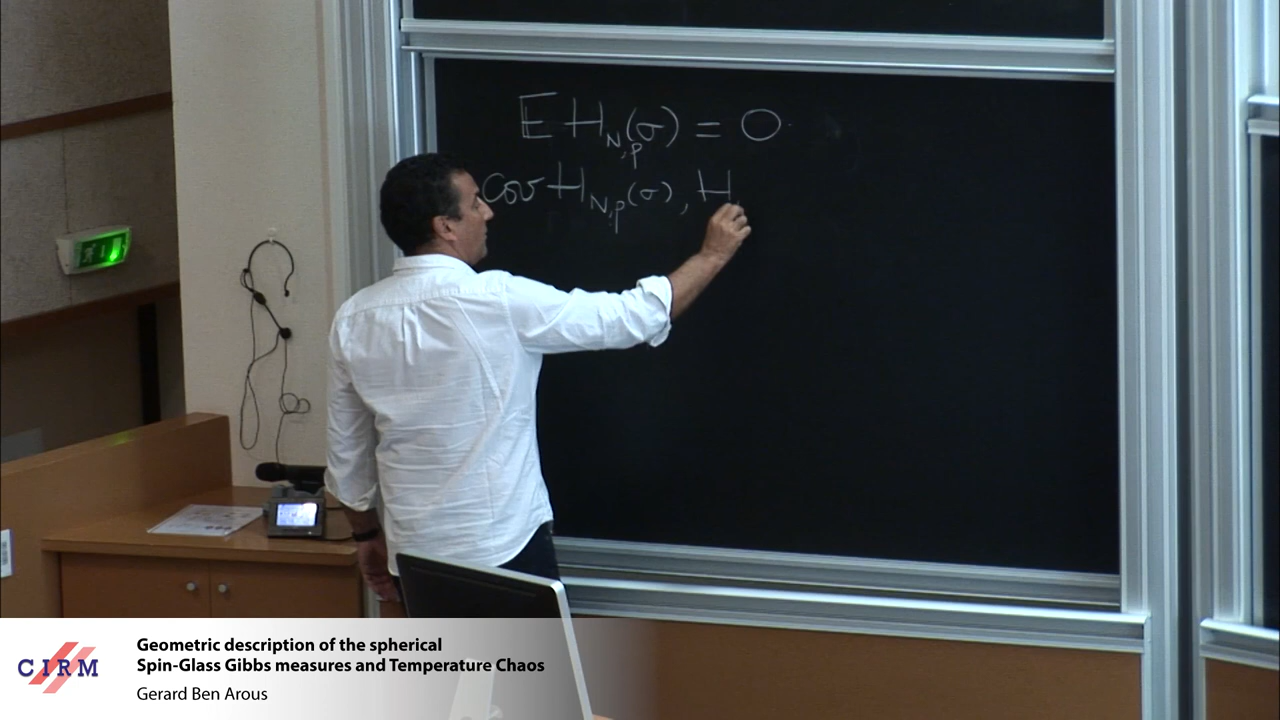 E H_{N,p}(σ) = 0
cov H_{N,p}(σ), H
CIRM
Geometric description of the spherical
Spin-Glass Gibbs measures and Temperature Chaos
Gerard Ben Arous